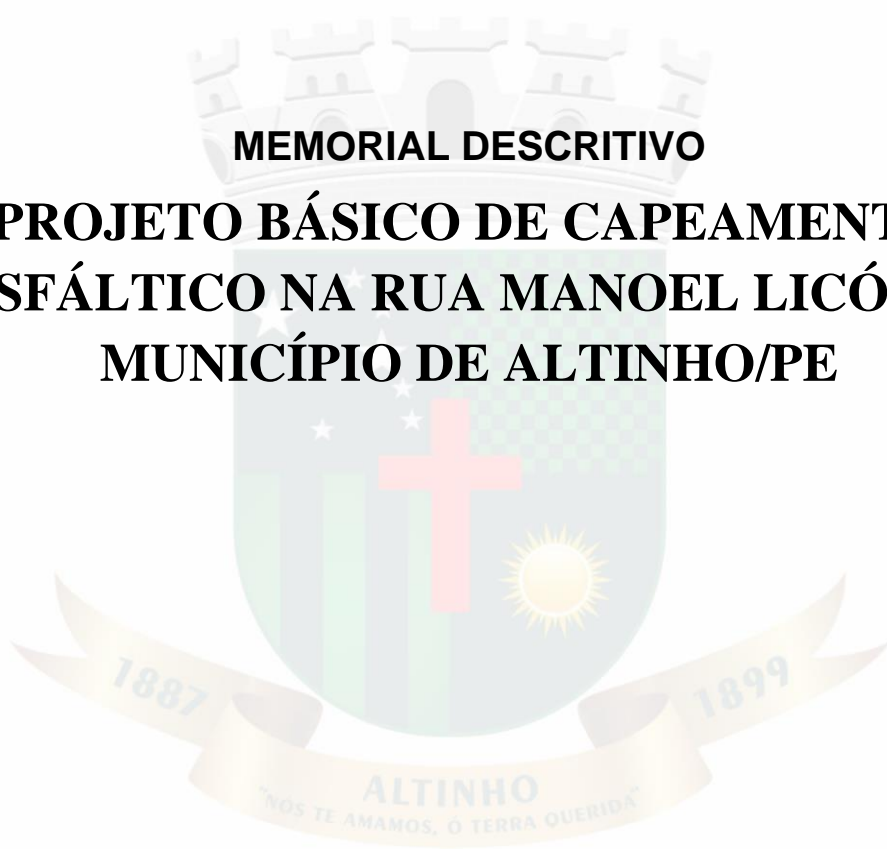 MEMORIAL DESCRITIVO
PROJETO BÁSICO DE CAPEAMENT
SFÁLTICO NA RUA MANOEL LICÓ
MUNICÍPIO DE ALTINHO/PE
1887
1899
ALTINHO
"NÓS TE AMAMOS, Ó TERRA QUERIDA"